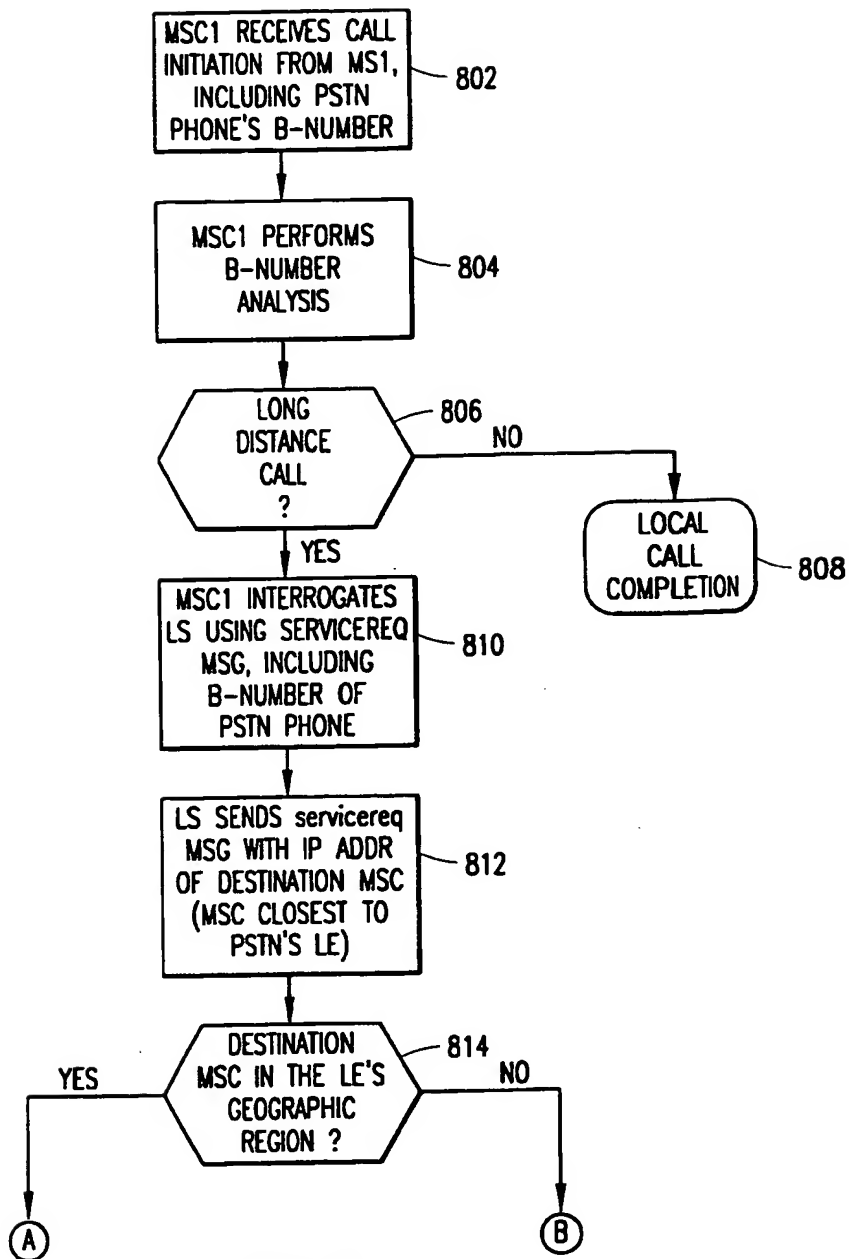 MSC1 RECEIVES CALL
INITIATION FROM MS1,
INCLUDING PSTN
PHONE'S B-NUMBER
802
MSC1 PERFORMS
B-NUMBER
ANALYSIS
804
LONG
DISTANCE
CALL
?
806
NO
YES
LOCAL
CALL
COMPLETION
808
MSC1 INTERROGATES
LS USING SERVICEREQ
MSG, INCLUDING
B-NUMBER OF
PSTN PHONE
810
LS SENDS servicereq
MSG WITH IP ADDR
OF DESTINATION MSC
(MSC CLOSEST TO
PSTN'S LE)
812
DESTINATION
MSC IN THE LE'S
GEOGRAPHIC
REGION ?
814
YES
NO
A
B